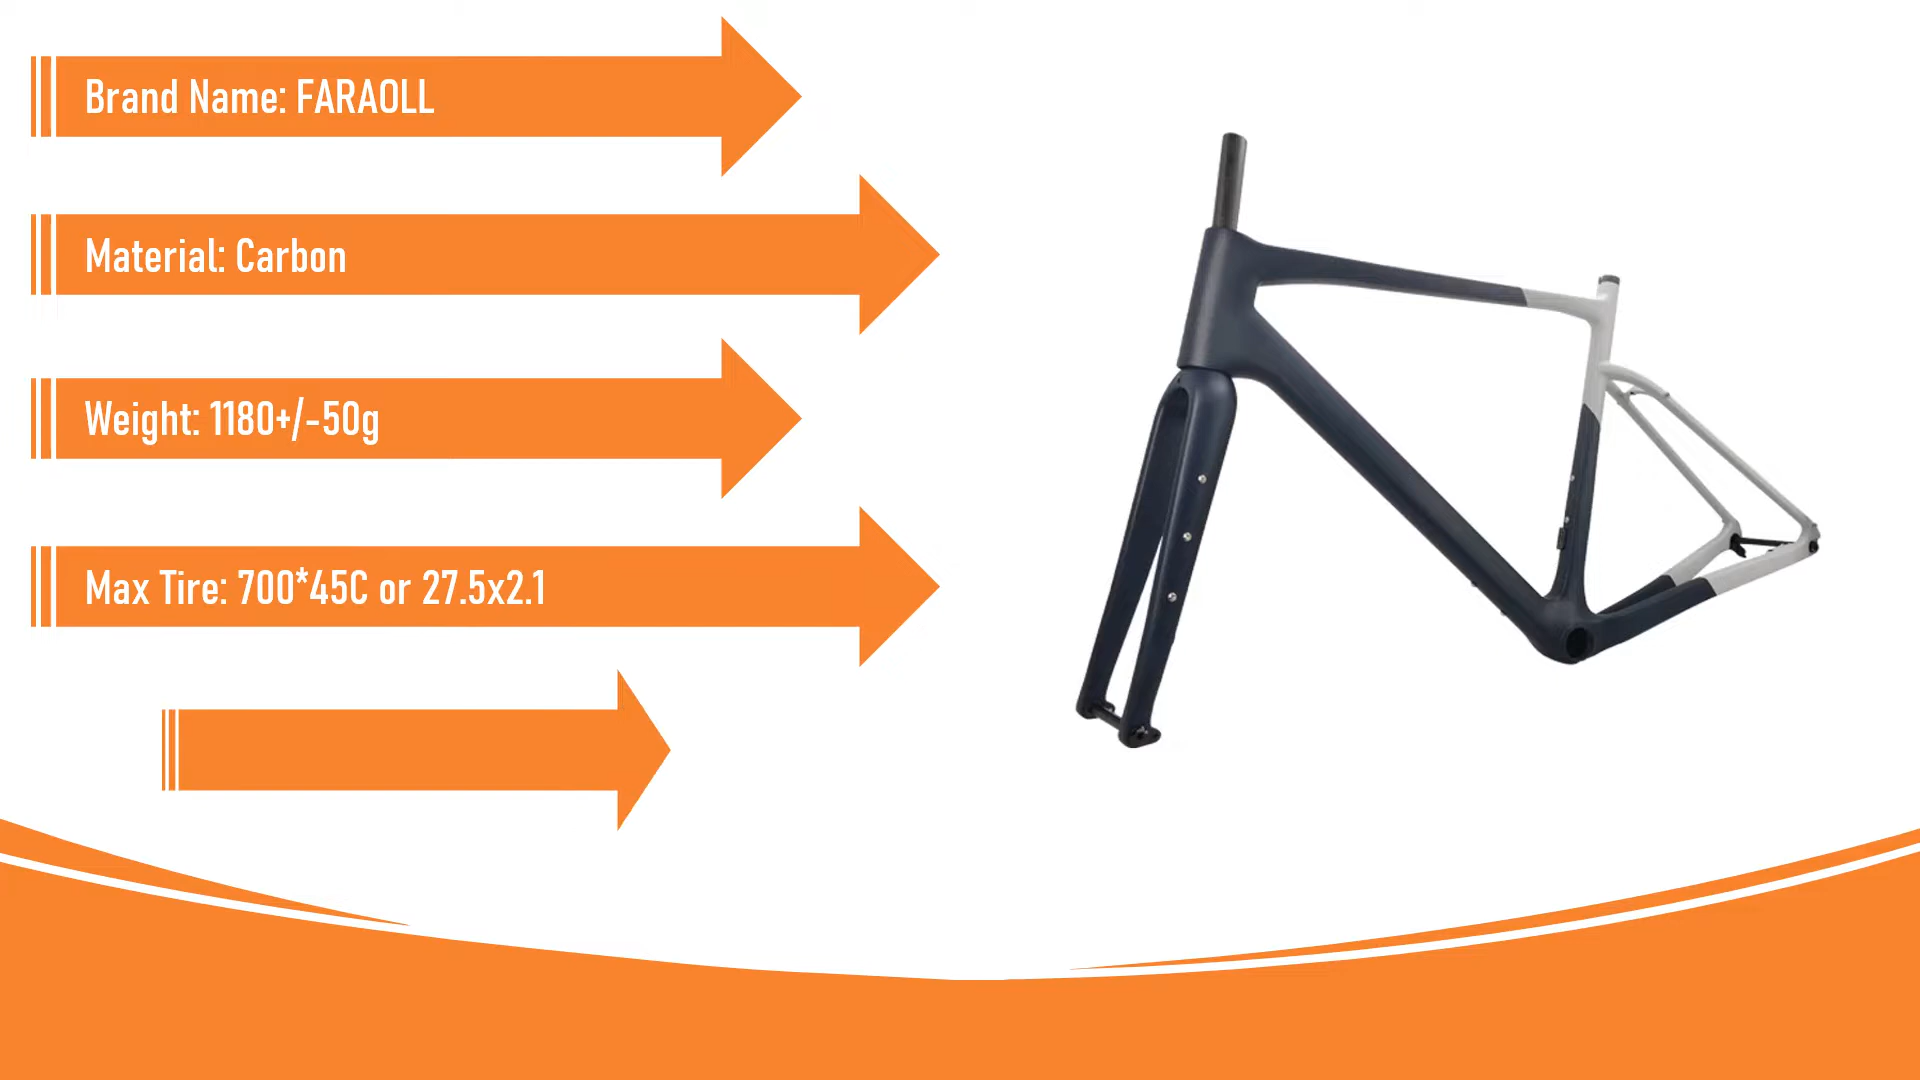 Brand Name: FARAOLL
Material: Carbon
Weight: 1180+/-50g
Max Tire: 700*45C or 27.5x2.1